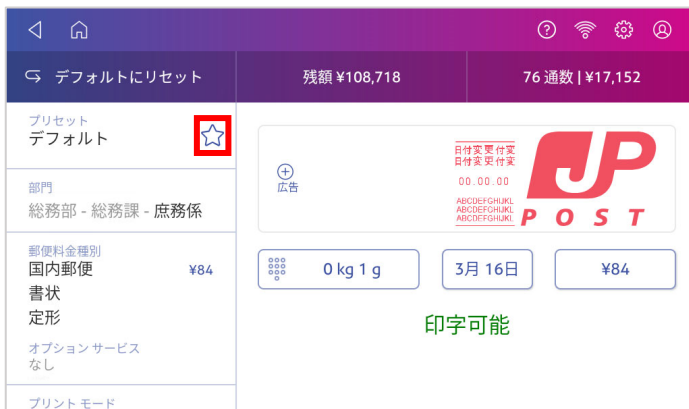 デフォルトにリセット
残額 ¥108,718
76 通数 | ¥17,152
プリセット
デフォルト
部門
総務部 - 総務課 - 庶務係
郵便料金種別
国内郵便 ¥84
書状
定形
オプション サービス
なし
プリント モード
広告
日付変更付変
日付変更付変
00.00.00
ABCDEFGHIJKL
ABCDEFGHIJKL
ABCDEFGHIJKL
JP
POST
0 kg 1 g
3月 16日
¥84
印字可能